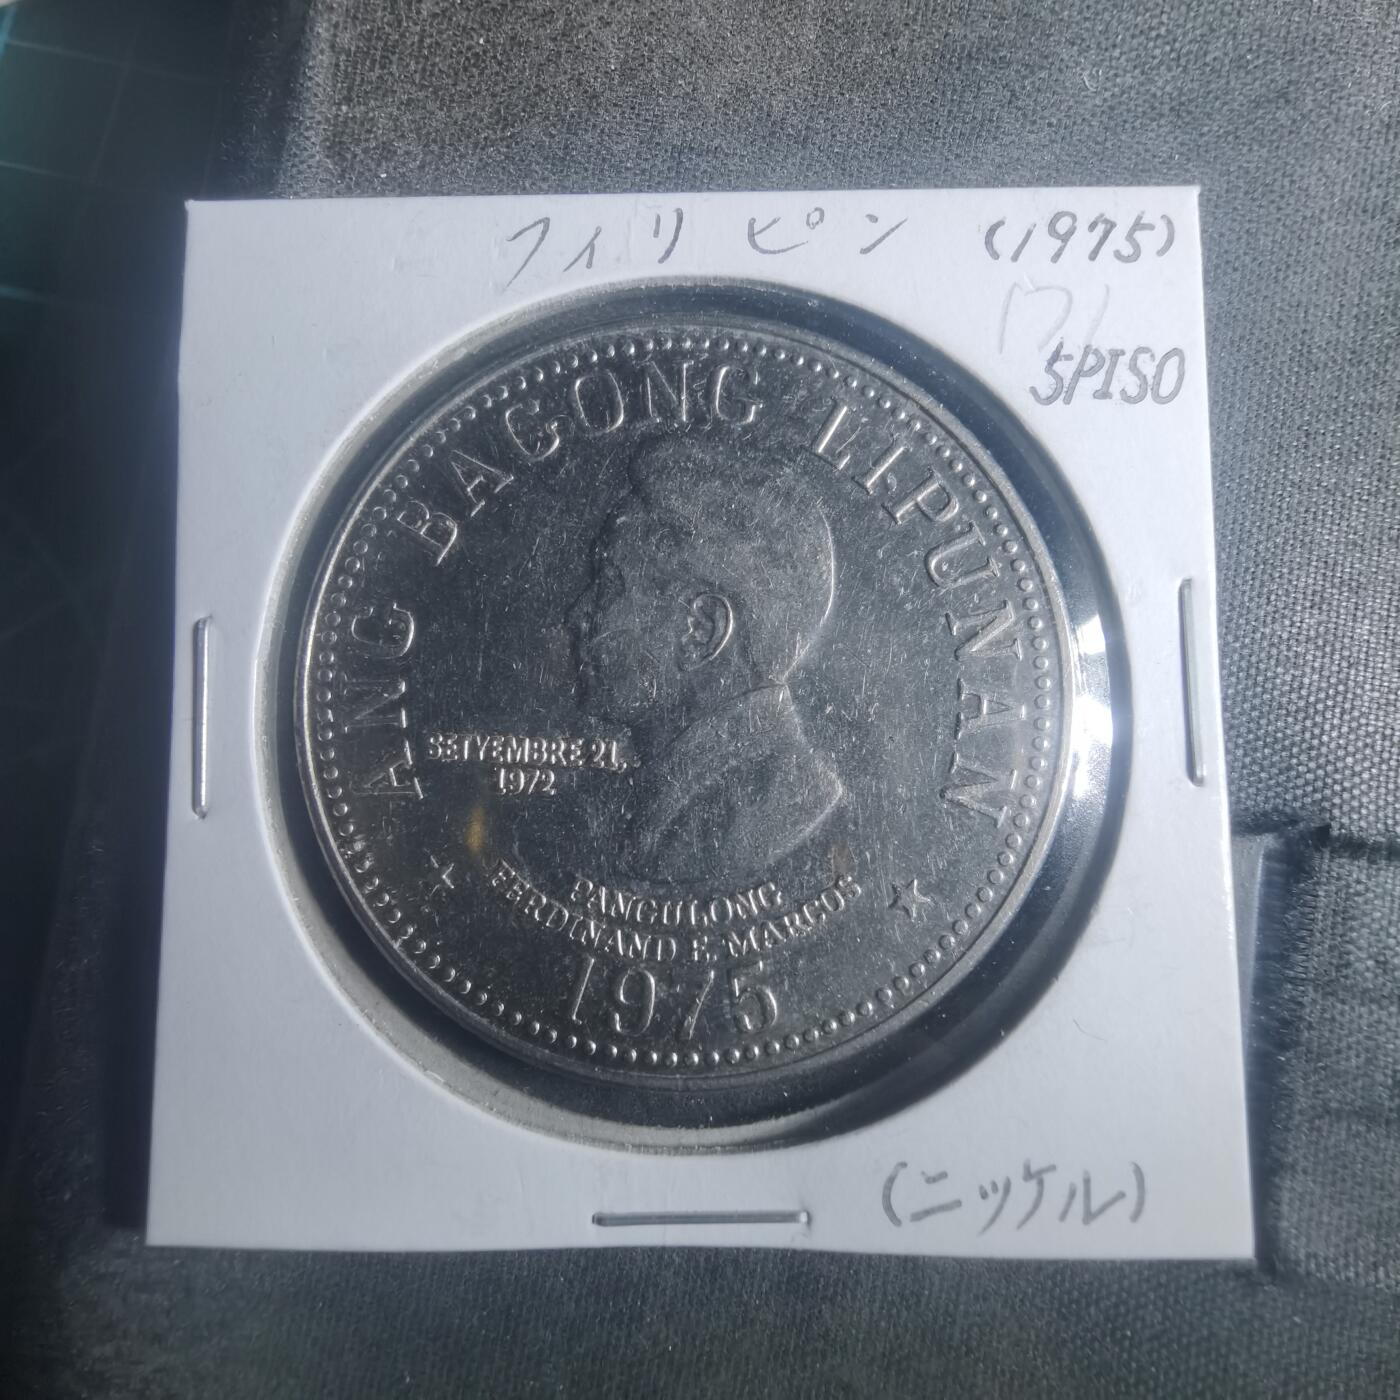 フィリピン (1975)
5PISO
ANG BAGONG LIPUNAN
SETYEMBRE 21,
1972
PANGULONG
FERDINAND E. MARCOS
1975
(ニッケル)